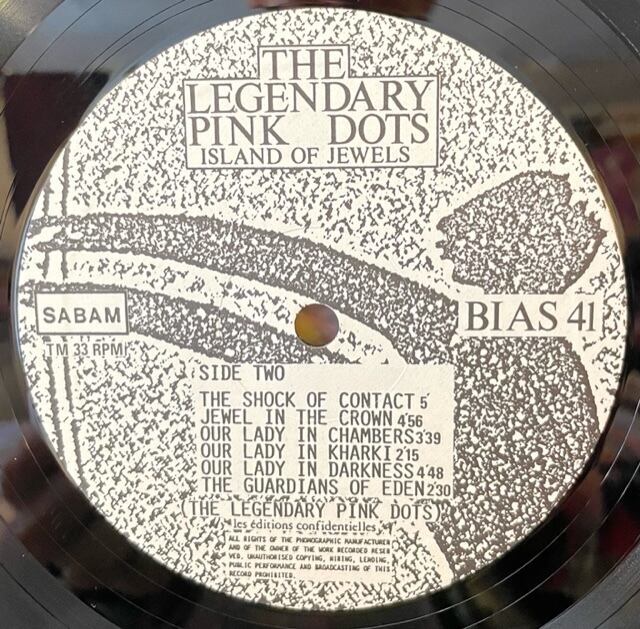 THE
LEGENDARY
PINK DOTS
ISLAND OF JEWELS
SABAM
BIAS 41
TM 33 RPM
SIDE TWO
THE SHOCK OF CONTACT 5'
JEWEL IN THE CROWN 4'56
OUR LADY IN CHAMBERS 3'39
OUR LADY IN KHARKI 2'15
OUR LADY IN DARKNESS 4'48
THE GUARDIANS OF EDEN 2'30
(THE LEGENDARY PINK DOTS)
les éditions confidentielles
ALL RIGHTS OF THE PHONOGRAPHIC MANUFACTURER
AND OF THE OWNER OF THE WORK RECORDED RESER
VED. UNAUTHORISED COPYING, HIRING, LENDING,
PUBLIC PERFORMANCE AND BROADCASTING OF THIS
RECORD PROHIBITED.